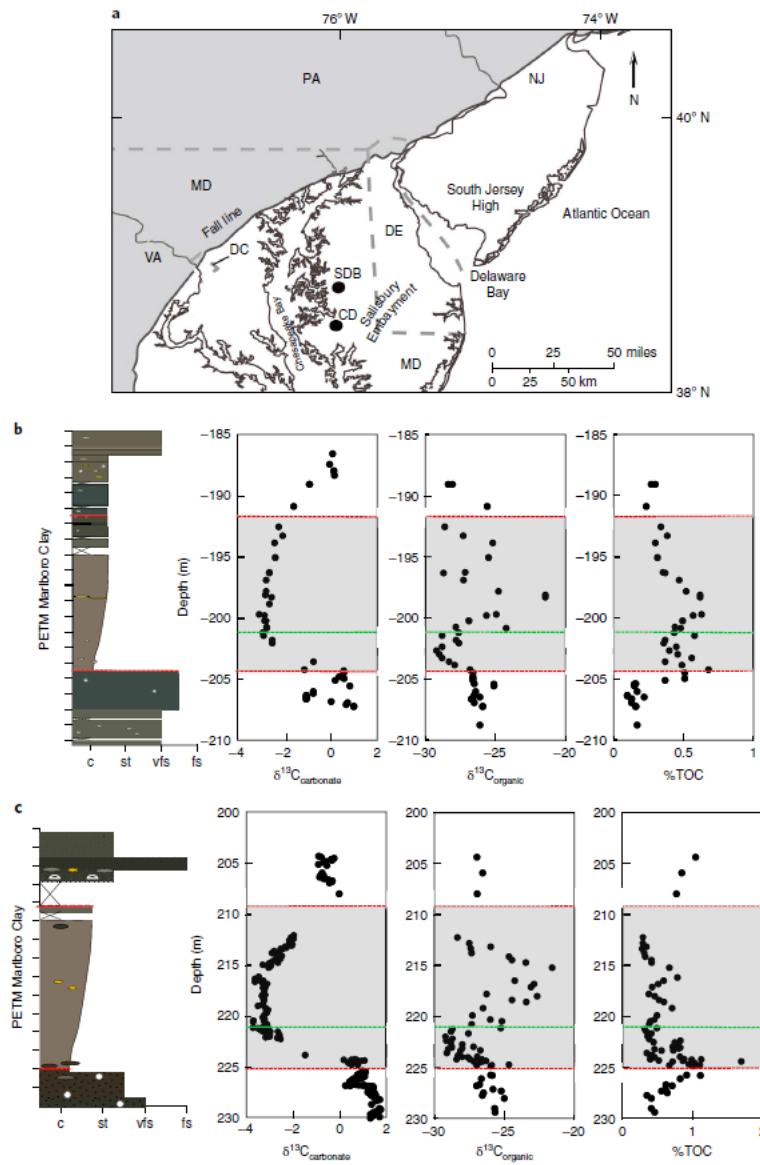 a
76° W
74° W
PA
NJ
N
40° N
MD
Fall line
South Jersey
High
Atlantic Ocean
VA
DC
DE
SDB
Delaware
Bay
CD
Salisbury
Embayment
Chesapeake Bay
MD
0 25 50 miles
0 25 50 km
38° N
b
PETM Marlboro Clay
c st vfs fs
Depth (m)
−185
−190
−195
−200
−205
−210
−4 −2 0 2
δ13Ccarbonate
−185
−190
−195
−200
−205
−210
−30 −25 −20
δ13Corganic
−185
−190
−195
−200
−205
−210
0 0.5 1
%TOC
c
PETM Marlboro Clay
c st vfs fs
Depth (m)
200
205
210
215
220
225
230
−4 −2 0 2
δ13Ccarbonate
200
205
210
215
220
225
230
−30 −25 −20
δ13Corganic
200
205
210
215
220
225
230
0 1 2
%TOC